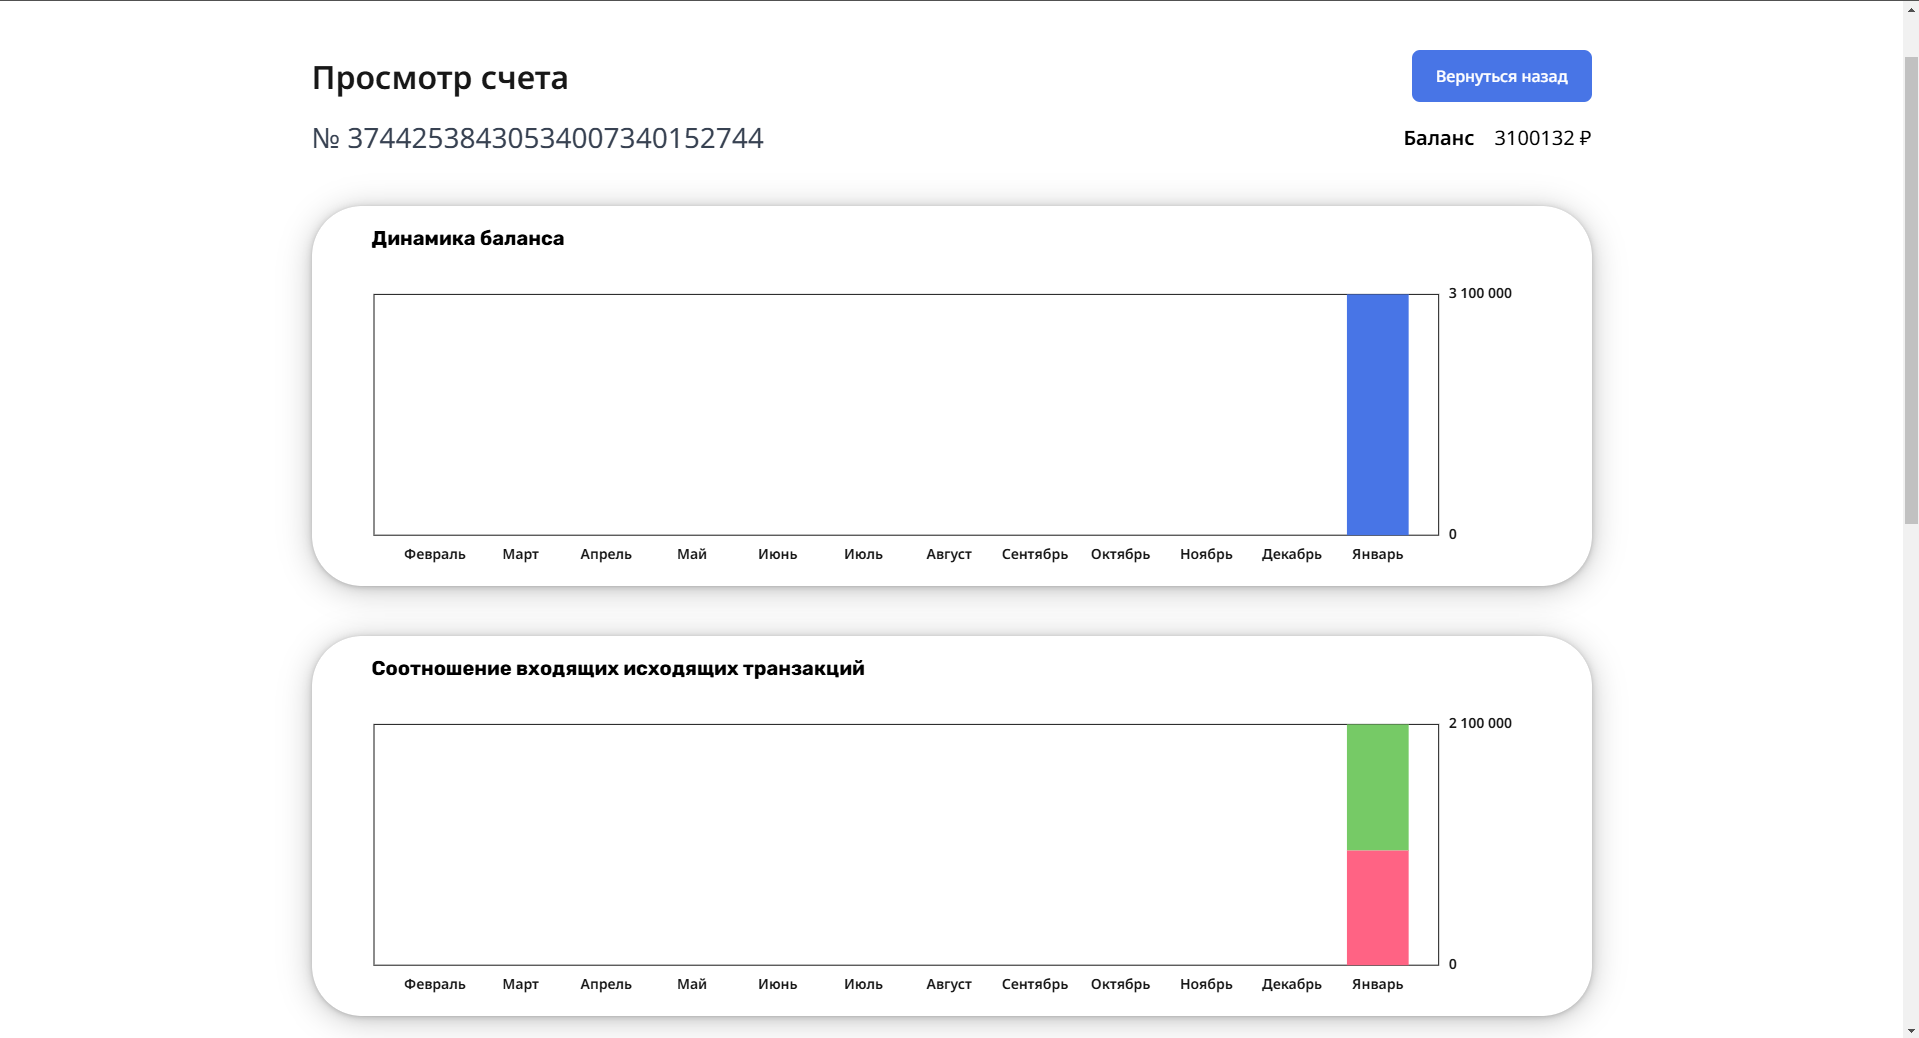 Просмотр счета
Вернуться назад
№ 37442538430534007340152744
Баланс 3100132 ₽
Динамика баланса
3 100 000
0
Февраль Март Апрель Май Июнь Июль Август Сентябрь Октябрь Ноябрь Декабрь Январь
Соотношение входящих исходящих транзакций
2 100 000
0
Февраль Март Апрель Май Июнь Июль Август Сентябрь Октябрь Ноябрь Декабрь Январь